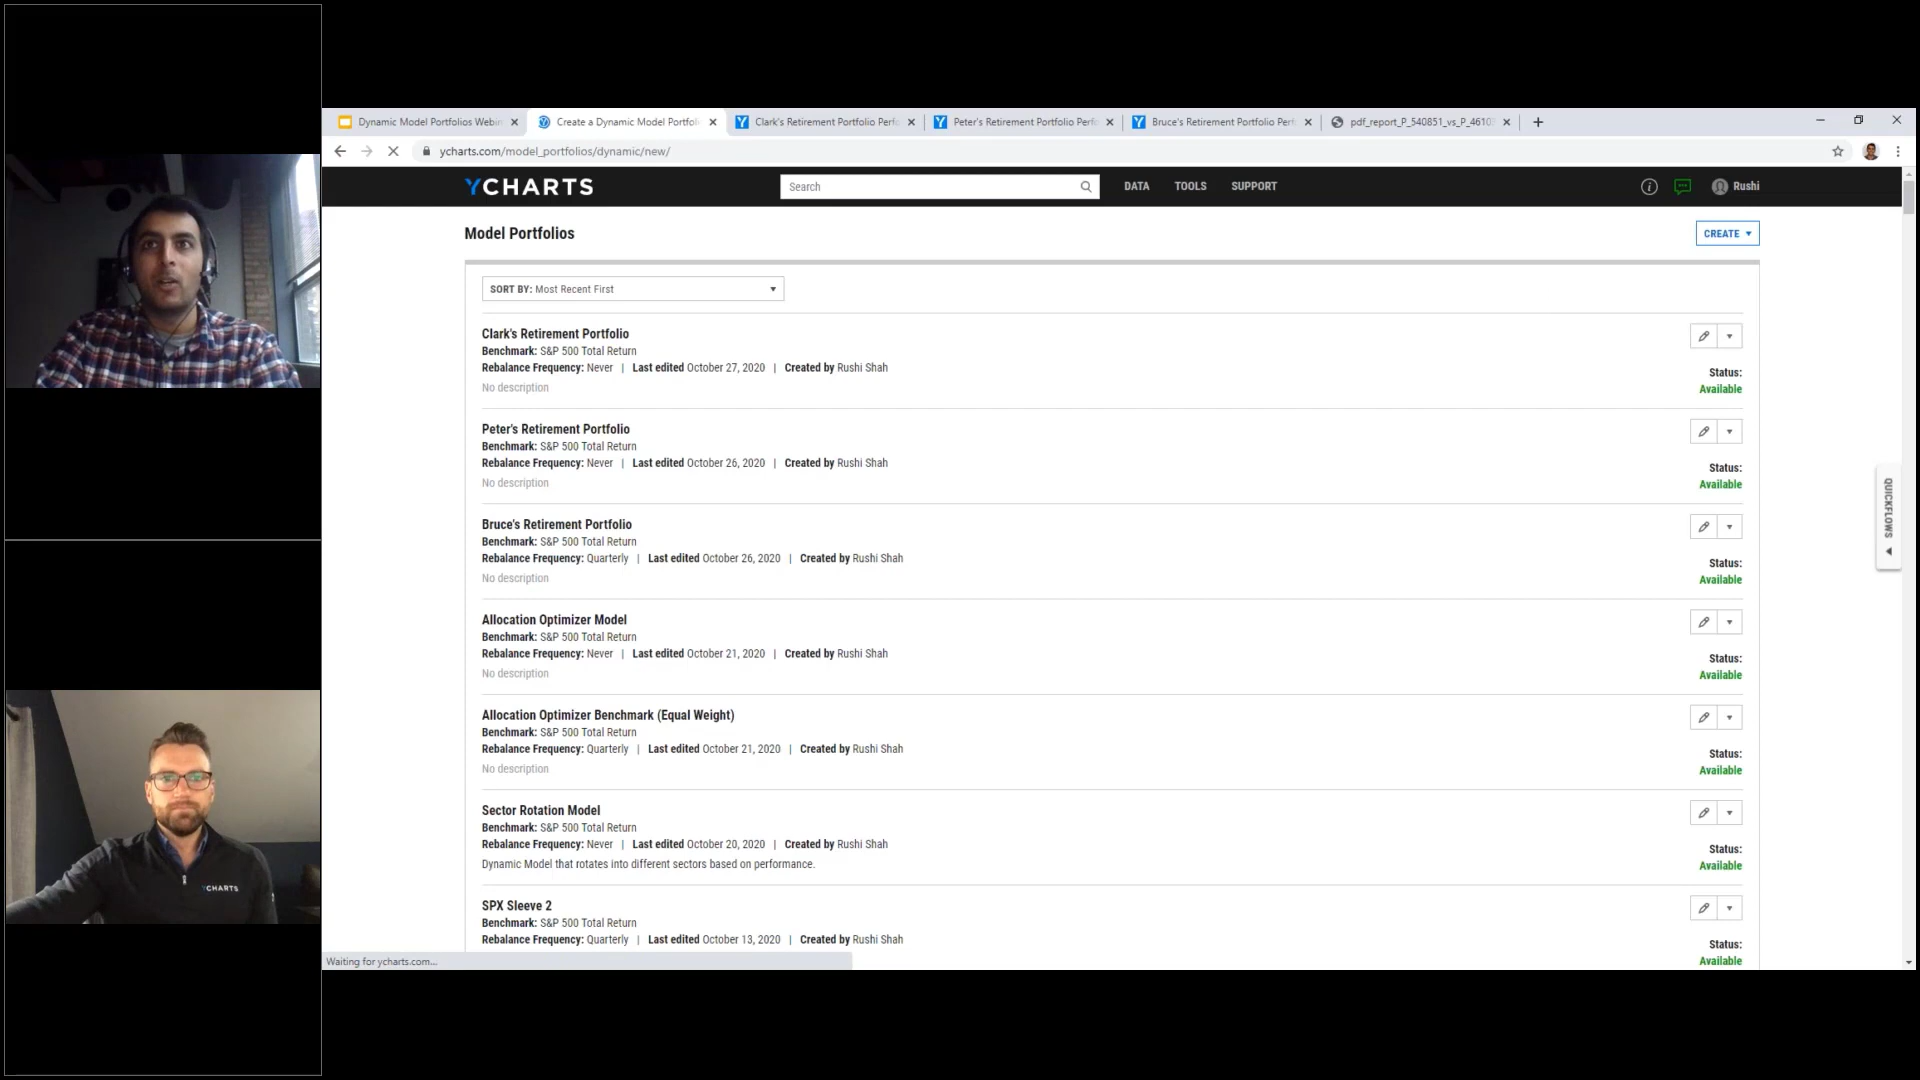 Dynamic Model Portfolios Webin
Create a Dynamic Model Portfol
Clark's Retirement Portfolio Perf
Peter's Retirement Portfolio Perf
Bruce's Retirement Portfolio Perf
pdf_report_P_540851_vs_P_4610
ycharts.com/model_portfolios/dynamic/new/
YCHARTS
Search
DATA
TOOLS
SUPPORT
Rushi
Model Portfolios
CREATE
SORT BY: Most Recent First
Clark's Retirement Portfolio
Benchmark: S&P 500 Total Return
Rebalance Frequency: Never | Last edited October 27, 2020 | Created by Rushi Shah
No description
Status:
Available
Peter's Retirement Portfolio
Benchmark: S&P 500 Total Return
Rebalance Frequency: Never | Last edited October 26, 2020 | Created by Rushi Shah
No description
Status:
Available
Bruce's Retirement Portfolio
Benchmark: S&P 500 Total Return
Rebalance Frequency: Quarterly | Last edited October 26, 2020 | Created by Rushi Shah
No description
Status:
Available
Allocation Optimizer Model
Benchmark: S&P 500 Total Return
Rebalance Frequency: Never | Last edited October 21, 2020 | Created by Rushi Shah
No description
Status:
Available
Allocation Optimizer Benchmark (Equal Weight)
Benchmark: S&P 500 Total Return
Rebalance Frequency: Quarterly | Last edited October 21, 2020 | Created by Rushi Shah
No description
Status:
Available
Sector Rotation Model
Benchmark: S&P 500 Total Return
Rebalance Frequency: Never | Last edited October 20, 2020 | Created by Rushi Shah
Dynamic Model that rotates into different sectors based on performance.
Status:
Available
SPX Sleeve 2
Benchmark: S&P 500 Total Return
Rebalance Frequency: Quarterly | Last edited October 13, 2020 | Created by Rushi Shah
Status:
Available
QUICKFLOWS
Waiting for ycharts.com...
YCHARTS